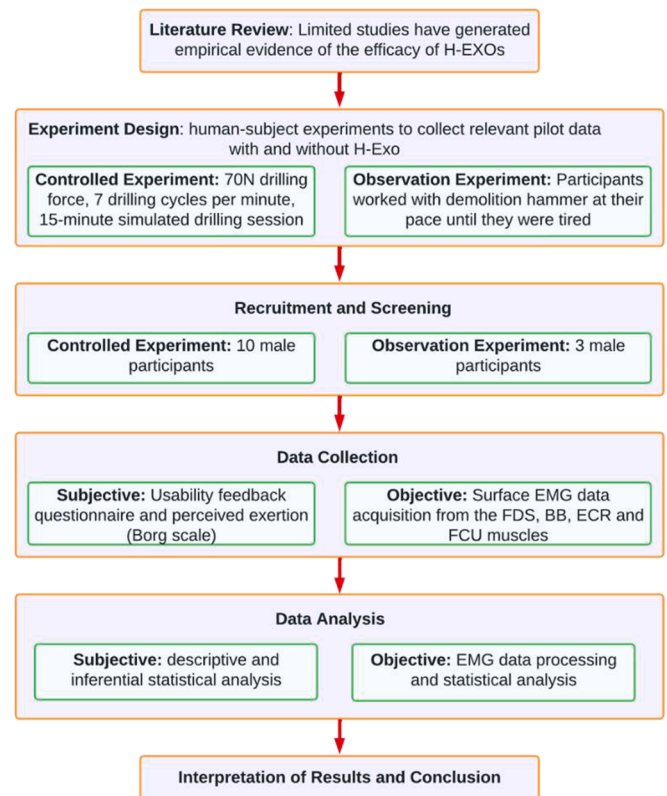 Literature Review: Limited studies have generated
empirical evidence of the efficacy of H-EXOs
Experiment Design: human-subject experiments to collect relevant pilot data
with and without H-Exo
Controlled Experiment: 70N drilling
force, 7 drilling cycles per minute,
15-minute simulated drilling session
Observation Experiment: Participants
worked with demolition hammer at their
pace until they were tired
Recruitment and Screening
Controlled Experiment: 10 male
participants
Observation Experiment: 3 male
participants
Data Collection
Subjective: Usability feedback
questionnaire and perceived exertion
(Borg scale)
Objective: Surface EMG data
acquisition from the FDS, BB, ECR and
FCU muscles
Data Analysis
Subjective: descriptive and
inferential statistical analysis
Objective: EMG data processing
and statistical analysis
Interpretation of Results and Conclusion